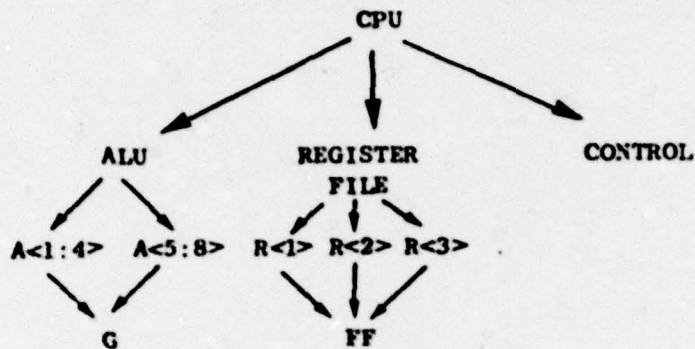 CPU
ALU REGISTER FILE CONTROL
A<1:4> A<5:8> R<1> R<2> R<3>
G FF